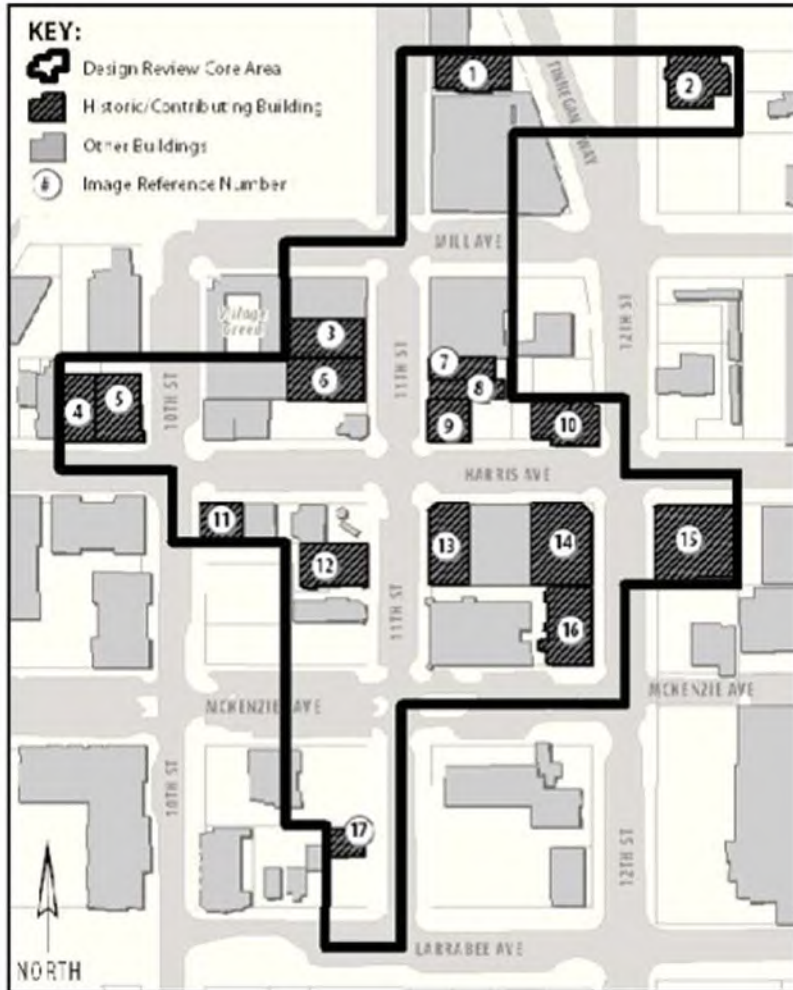 KEY:
Design Review Core Area
Historic/Contributing Building
Other Buildings
# Image Reference Number
1
2
FINNEGAN WAY
MILL AVE
Village Green
3
11TH ST
12TH ST
10TH ST
4
5
6
7
8
9
10
HARRIS AVE
11
12
13
14
15
11TH ST
16
MCKENZIE AVE
MCKENZIE AVE
10TH ST
17
12TH ST
LARRABEE AVE
NORTH